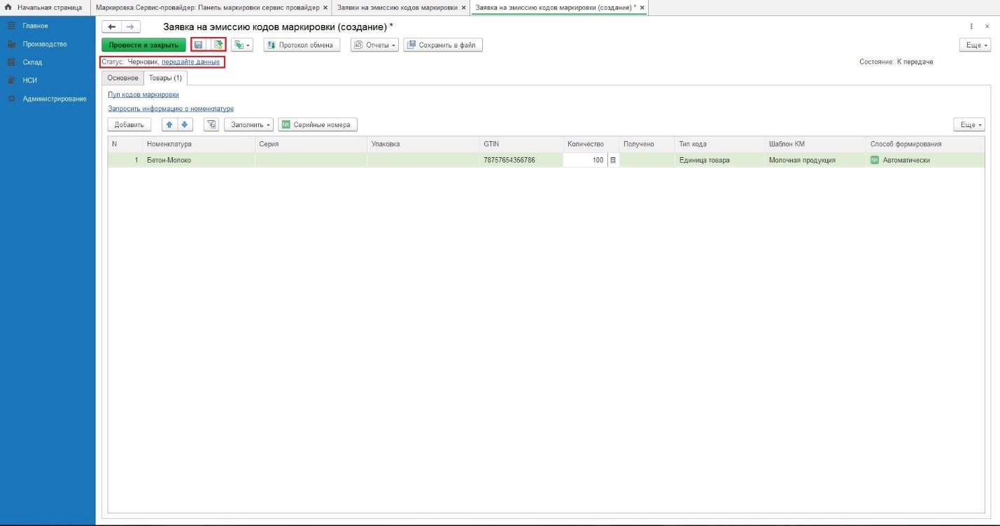 Начальная страница
Маркировка.Сервис-провайдер: Панель маркировки сервис провайдер ×
Заявки на эмиссию кодов маркировки ×
Заявка на эмиссию кодов маркировки (создание) * ×
Главное
Производство
Склад
НСИ
Администрирование
Заявка на эмиссию кодов маркировки (создание) *
Провести и закрыть
Протокол обмена
Отчеты
Сохранить в файл
Еще
Статус: Черновик, передайте данные
Состояние: К передаче
Основное
Товары (1)
Пул кодов маркировки
Запросить информацию о номенклатуре
Добавить
Заполнить
№ Серийные номера
Еще
N Номенклатура Серия Упаковка GTIN Количество Получено Тип кода Шаблон КМ Способ формирования
1 Бетон-Молоко 78757654356786 100 Единица товара Молочная продукция № Автоматически